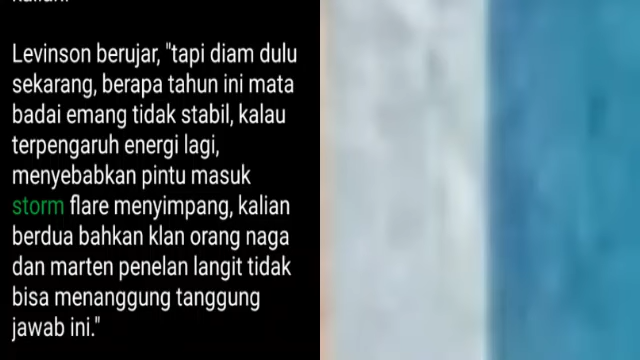 Levinson berujar, "tapi diam dulu
sekarang, berapa tahun ini mata
badai emang tidak stabil, kalau
terpengaruh energi lagi,
menyebabkan pintu masuk
storm flare menyimpang, kalian
berdua bahkan klan orang naga
dan marten penelan langit tidak
bisa menanggung tanggung
jawab ini."